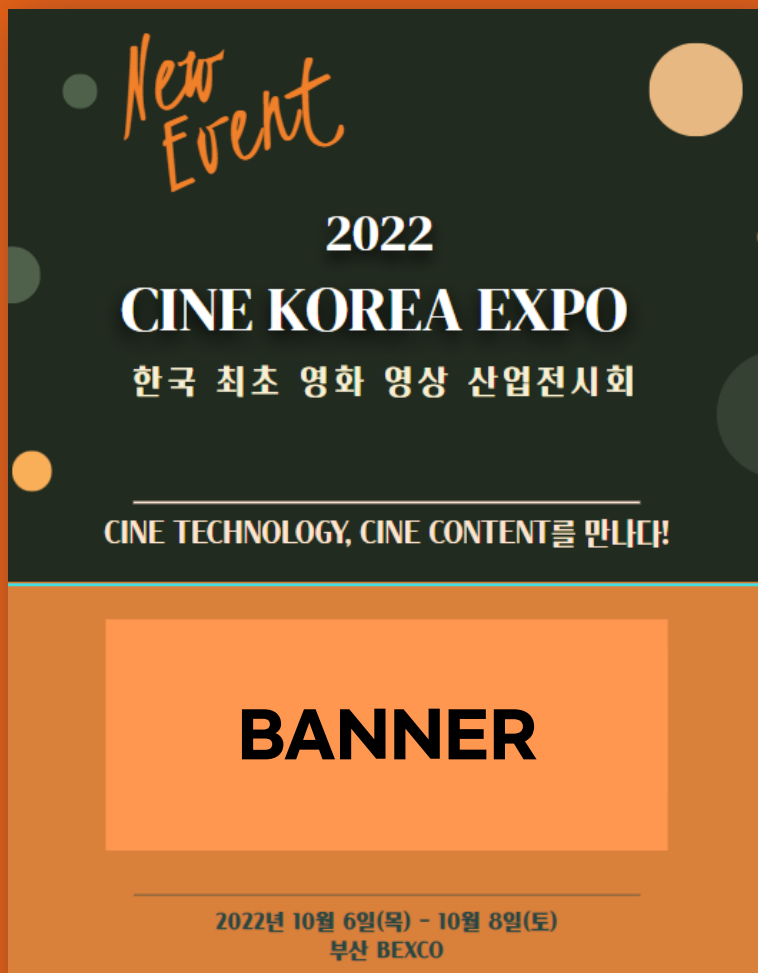 New
Event
2022
CINE KOREA EXPO
한국 최초 영화 영상 산업전시회
CINE TECHNOLOGY, CINE CONTENT를 만나다!
BANNER
2022년 10월 6일(목) - 10월 8일(토)
부산 BEXCO